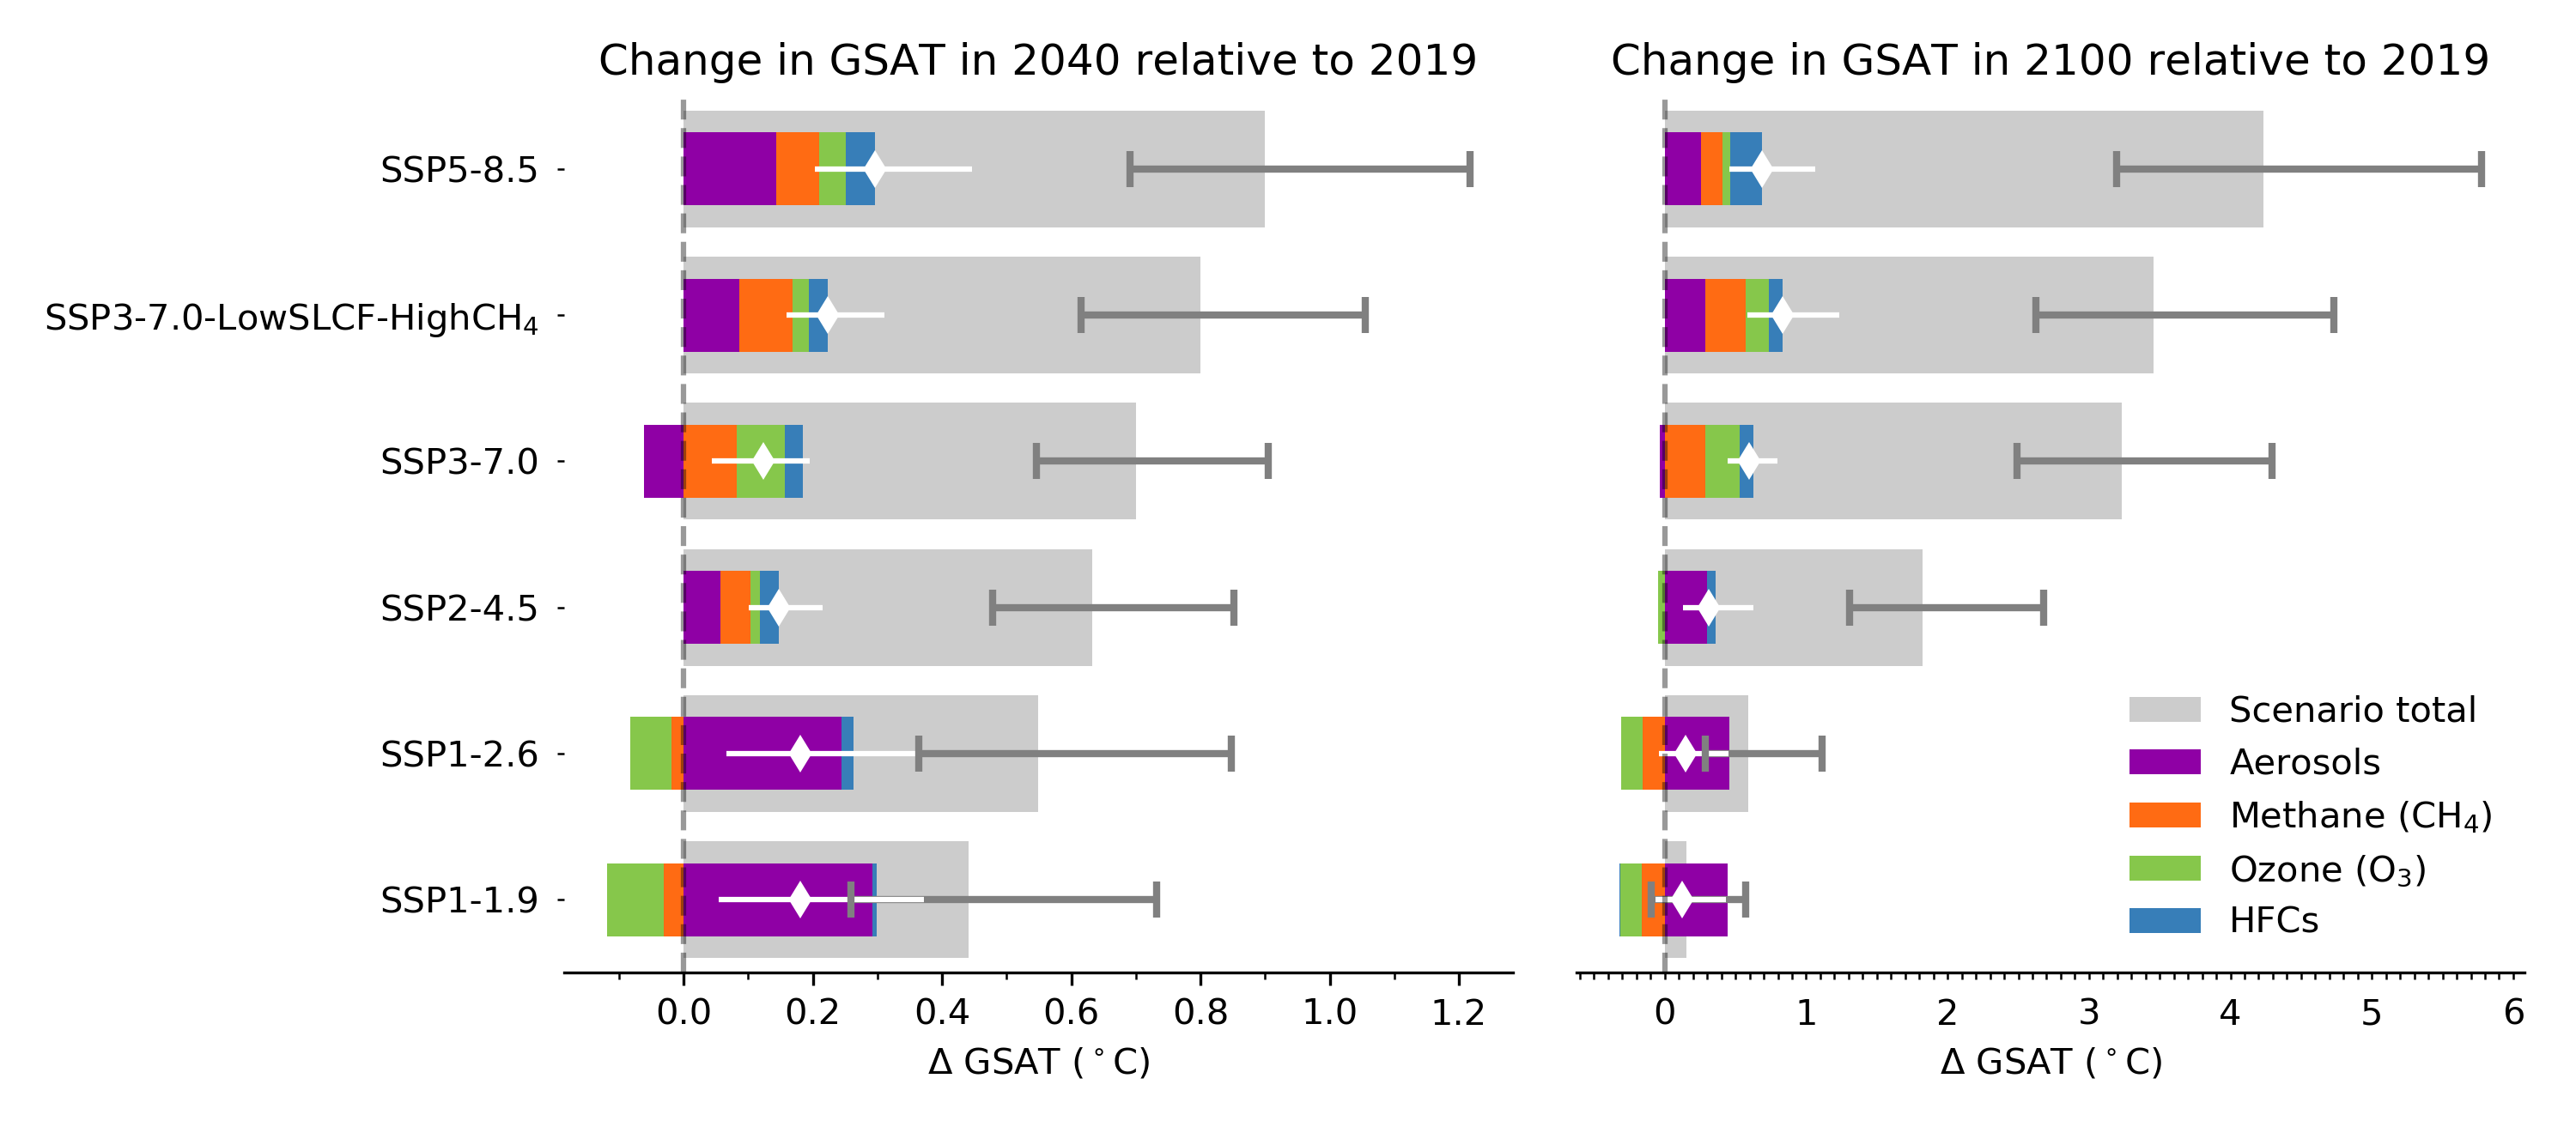 Change in GSAT in 2040 relative to 2019
Change in GSAT in 2100 relative to 2019
SSP5-8.5
SSP3-7.0-LowSLCF-HighCH₄
SSP3-7.0
SSP2-4.5
SSP1-2.6
SSP1-1.9
Scenario total
Aerosols
Methane (CH₄)
Ozone (O₃)
HFCs
0.0 0.2 0.4 0.6 0.8 1.0 1.2
0 1 2 3 4 5 6
Δ GSAT (°C)
Δ GSAT (°C)